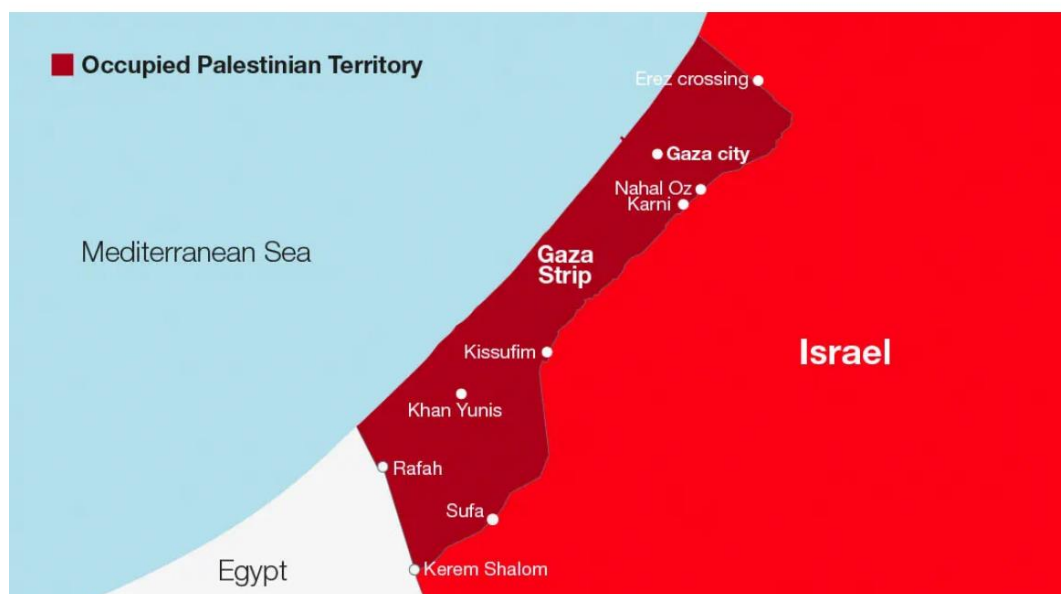 Occupied Palestinian Territory
Erez crossing
Gaza city
Nahal Oz
Karni
Mediterranean Sea
Gaza
Strip
Kissufim
Israel
Khan Yunis
Rafah
Sufa
Egypt
Kerem Shalom